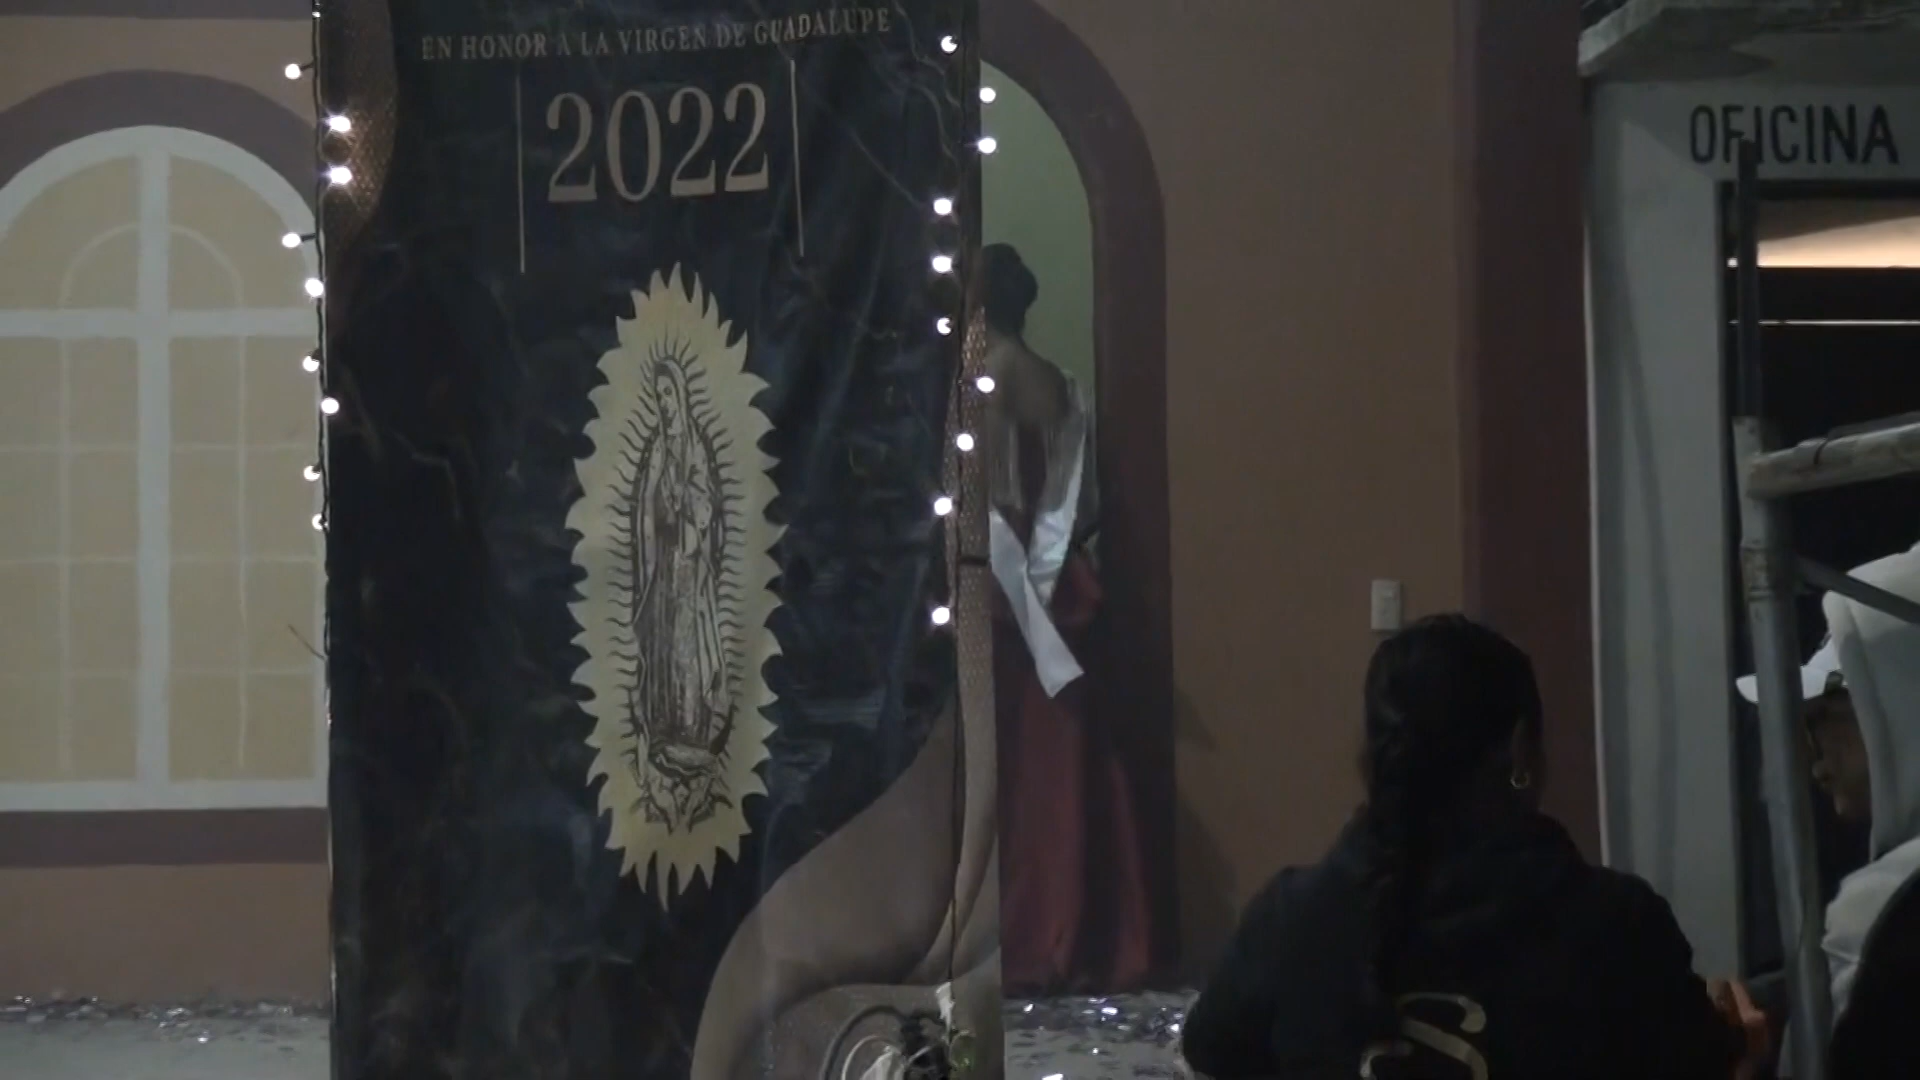 EN HONOR A LA VIRGEN DE GUADALUPE
2022
OFICINA
S